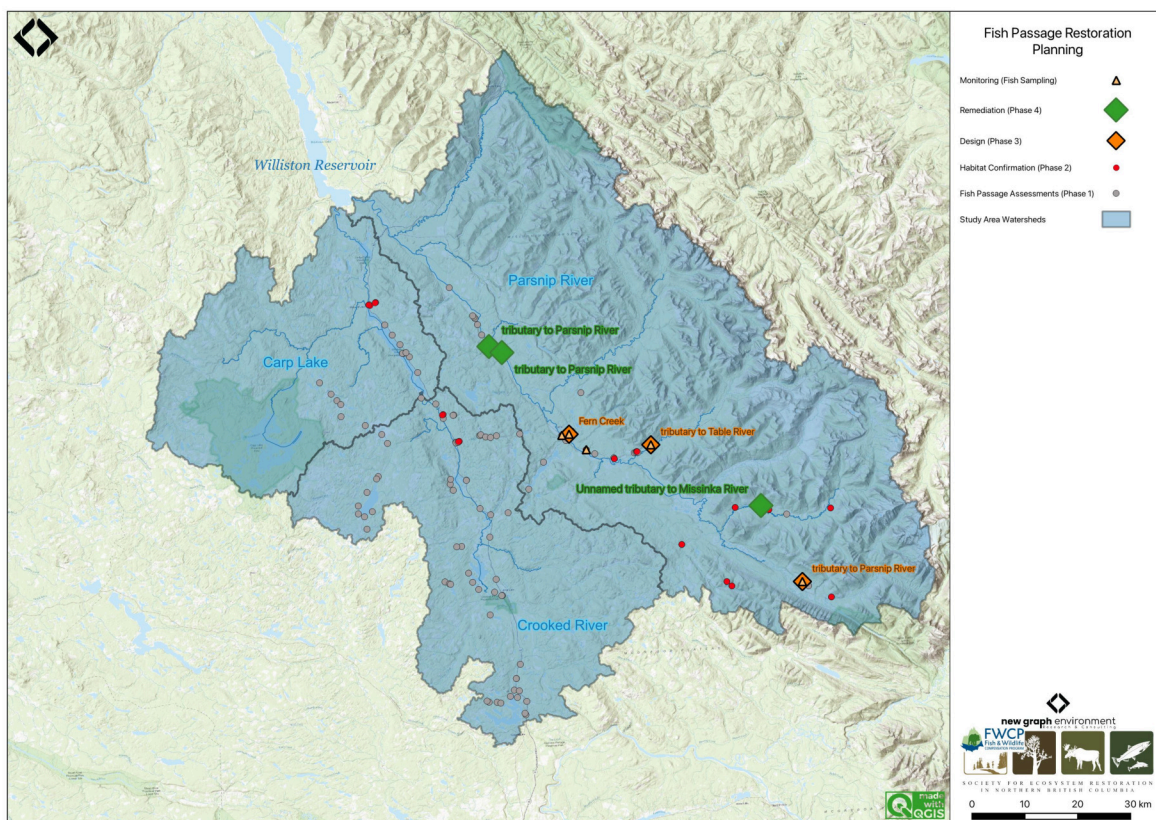 Fish Passage Restoration
Planning
Monitoring (Fish Sampling)
Remediation (Phase 4)
Design (Phase 3)
Habitat Confirmation (Phase 2)
Fish Passage Assessments (Phase 1)
Study Area Watersheds
Williston Reservoir
Parsnip River
tributary to Parsnip River
Carp Lake
tributary to Parsnip River
Fern Creek
tributary to Table River
Unnamed tributary to Missinka River
tributary to Parsnip River
Crooked River
new graph environment
Research & Consulting
FWCP
Fish & Wildlife
COMPENSATION PROGRAM
SOCIETY FOR ECOSYSTEM RESTORATION
IN NORTHERN BRITISH COLUMBIA
made
with
QGIS
0 10 20 30 km